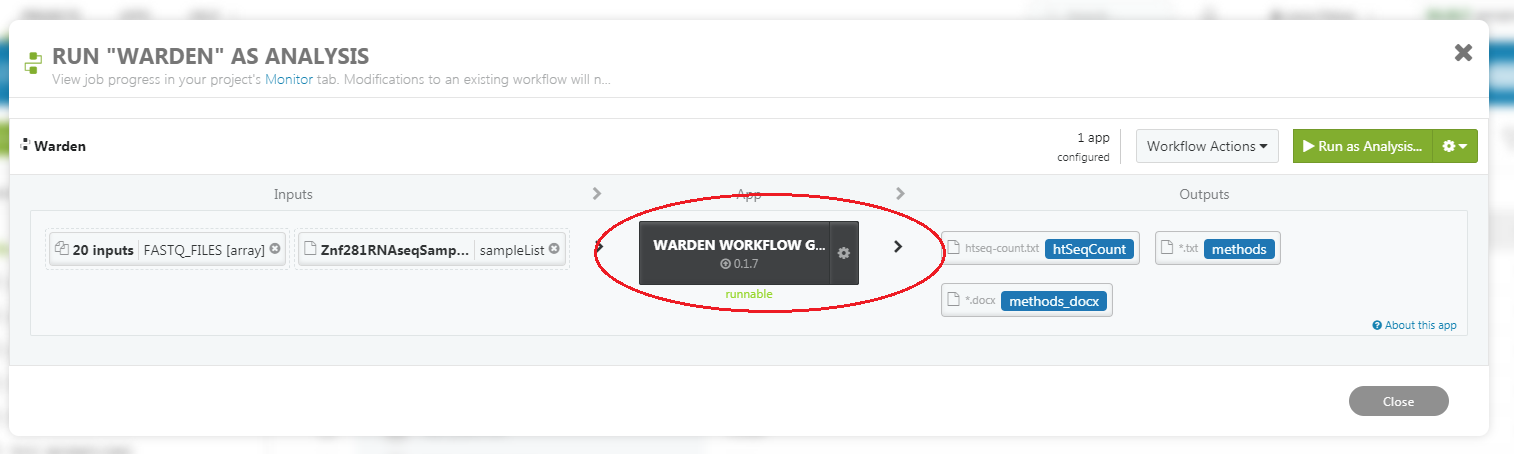 RUN "WARDEN" AS ANALYSIS
View job progress in your project's Monitor tab. Modifications to an existing workflow will n...
Warden
1 app
configured
Workflow Actions
Run as Analysis...
Inputs
App
Outputs
20 inputs FASTQ_FILES [array]
Znf281RNAseqSamp... sampleList
WARDEN WORKFLOW G...
0.1.7
runnable
htseq-count.txt htSeqCount
*.txt methods
*.docx methods_docx
About this app
Close